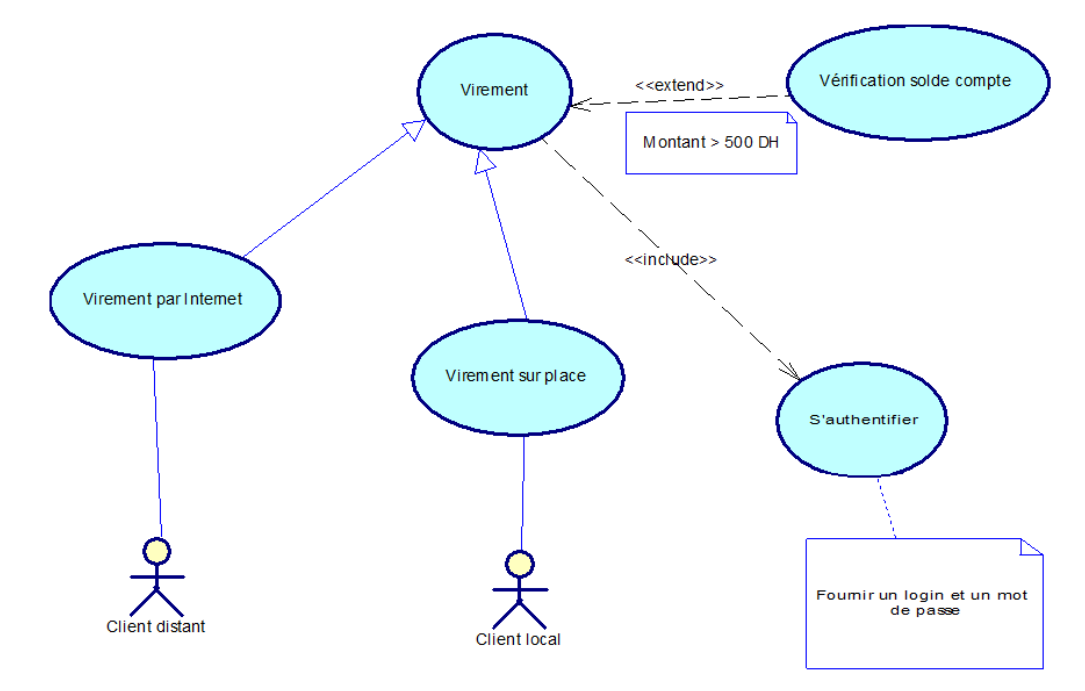 Virement
<<extend>>
Vérification solde compte
Montant > 500 DH
<<include>>
Virement par Internet
Virement sur place
S'authentifier
Fournir un login et un mot
de passe
Client distant
Client local